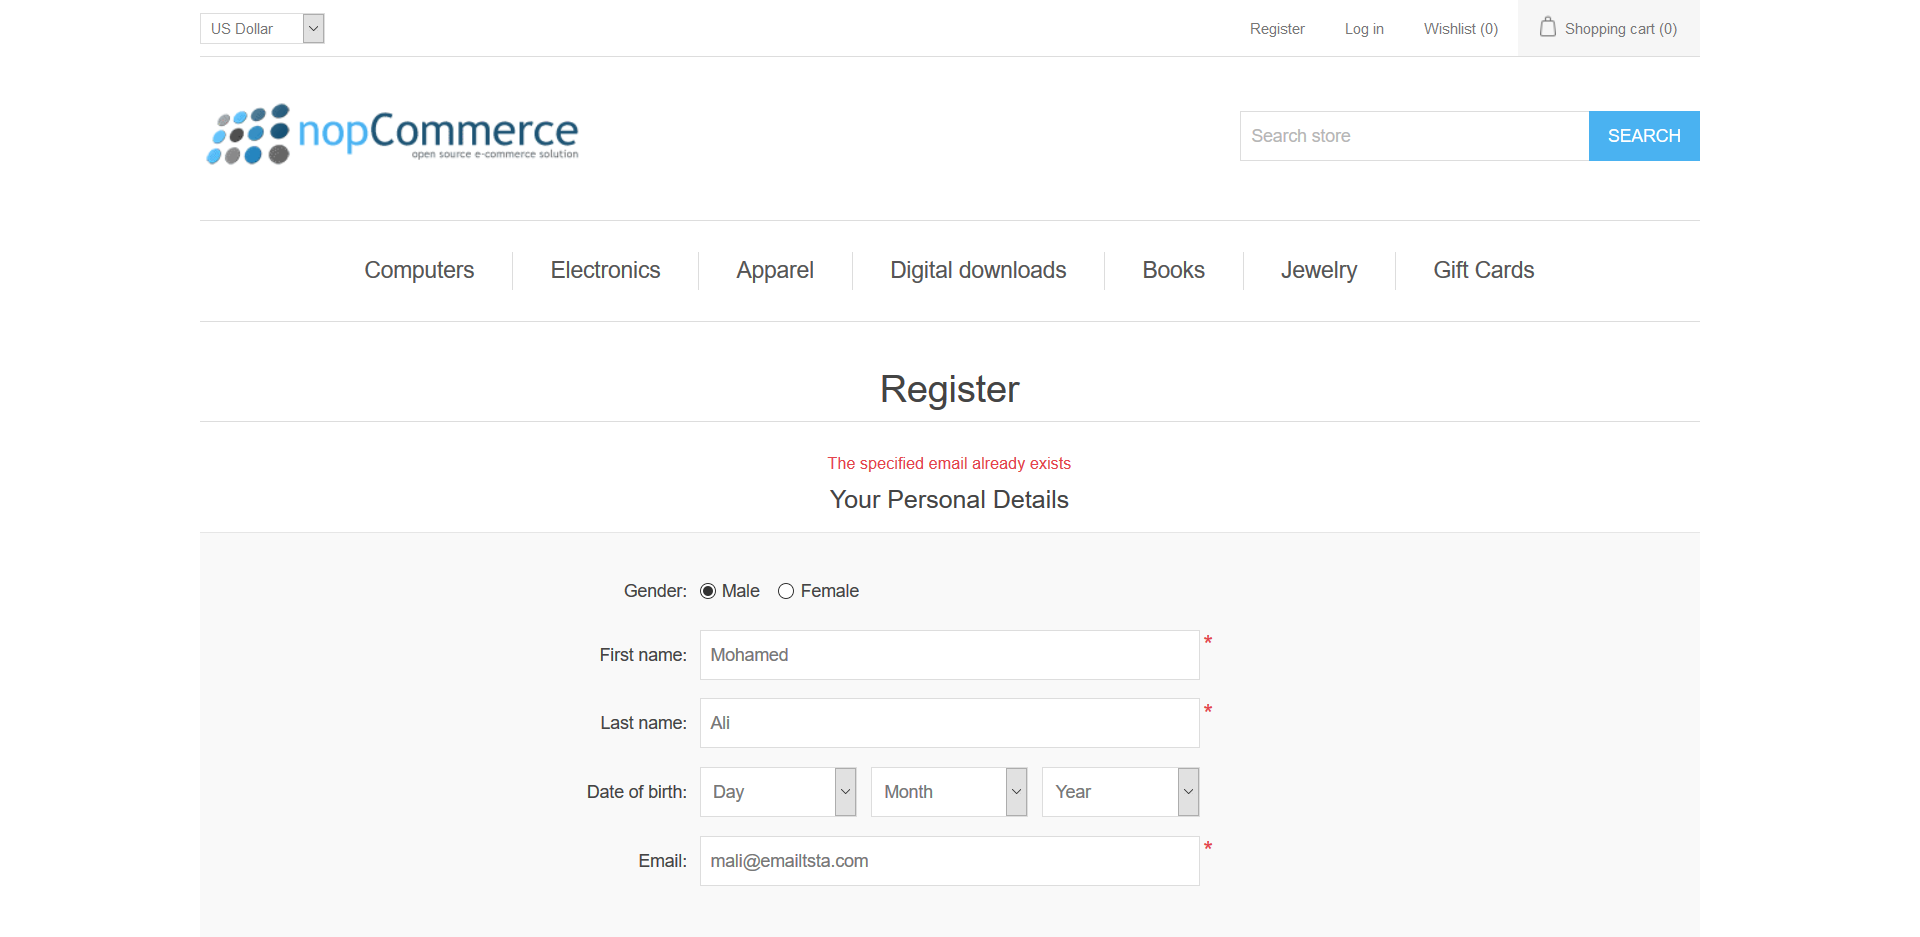 US Dollar
Register Log in Wishlist (0) Shopping cart (0)
nopCommerce
open source e-commerce solution
Search store SEARCH
Computers Electronics Apparel Digital downloads Books Jewelry Gift Cards
Register
The specified email already exists
Your Personal Details
Gender: Male Female
First name: Mohamed *
Last name: Ali *
Date of birth: Day Month Year
Email: mali@emailtsta.com *